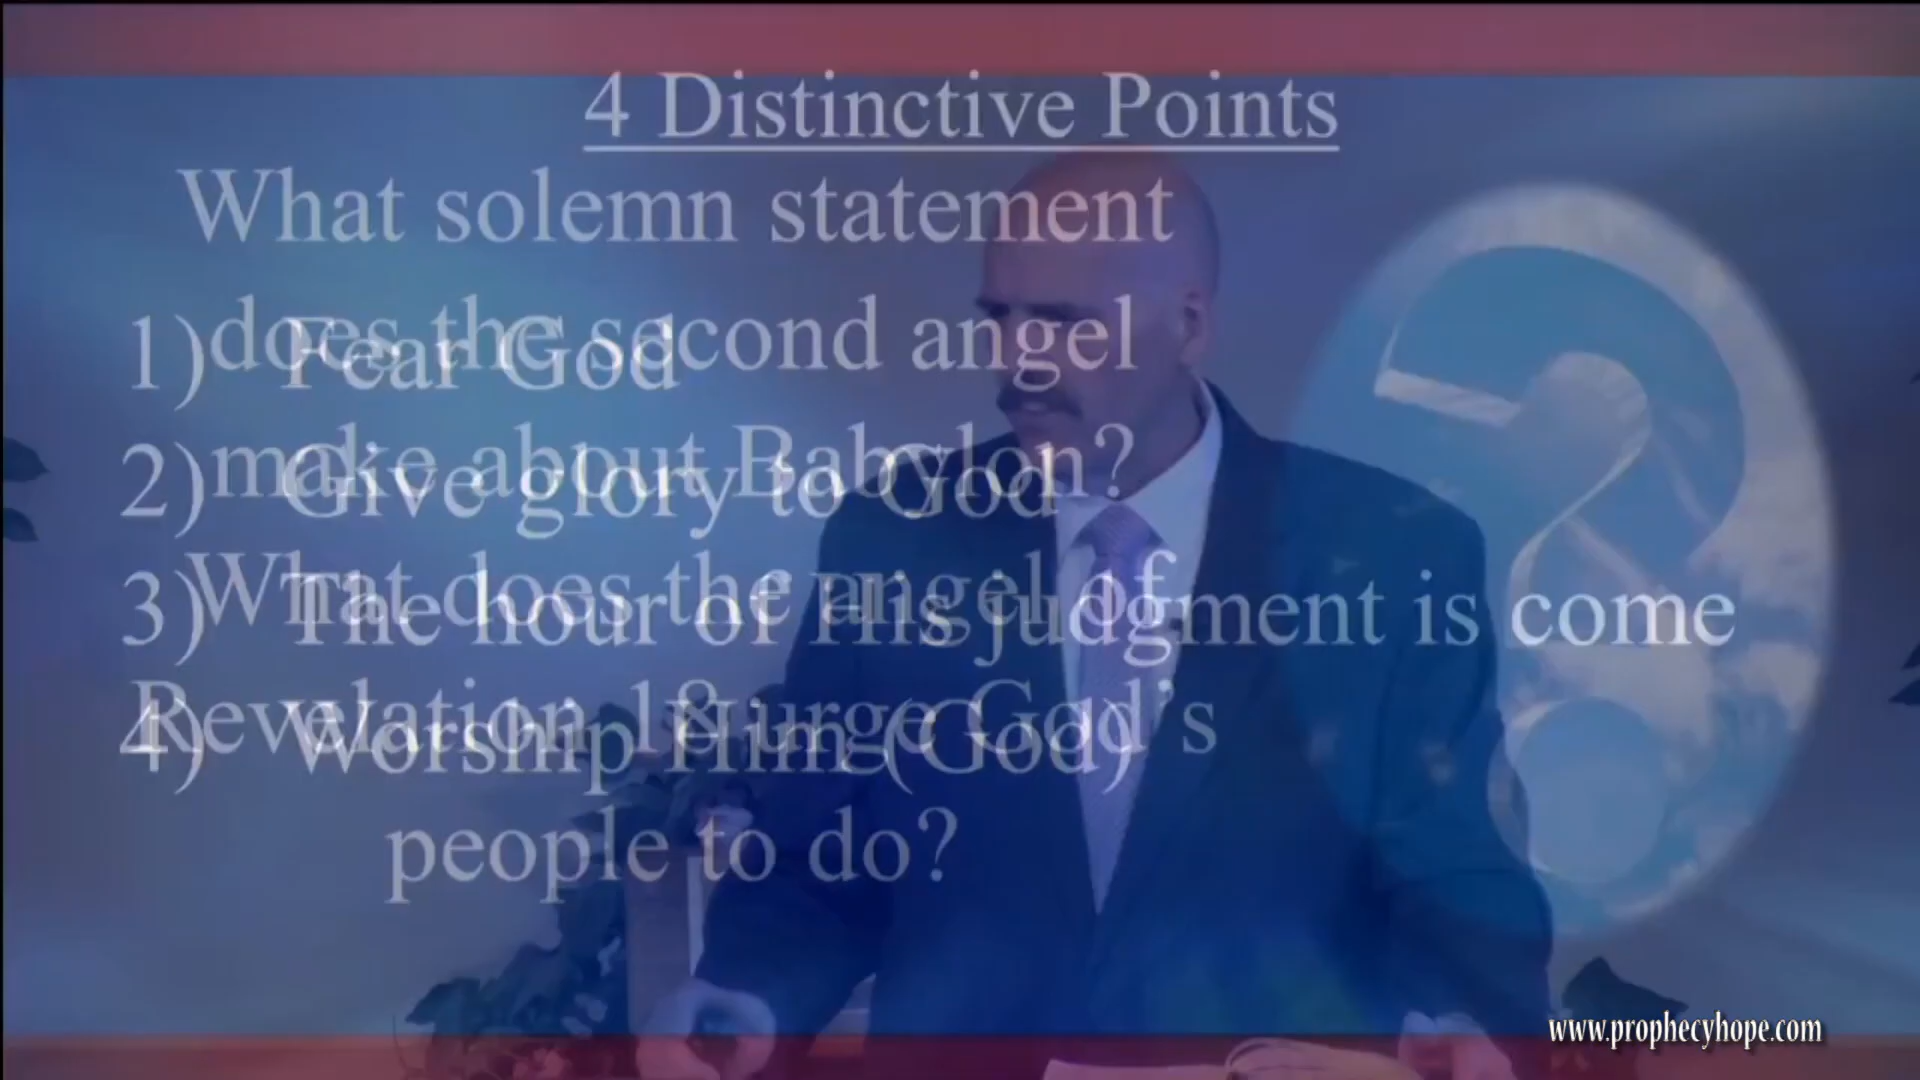 4 Distinctive Points
What solemn statement
does the second angel
make about Babylon?
What does the angel of
Revelation 18 urge God's
people to do?
1) Fear God
2) Give glory to God
3) The hour of His judgment is come
4) Worship Him (God)
www.prophecyhope.com